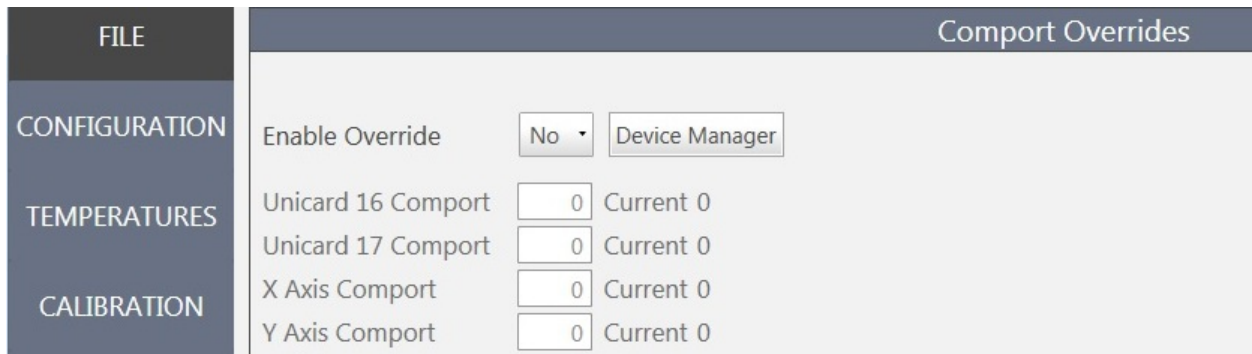 FILE
CONFIGURATION
TEMPERATURES
CALIBRATION
Comport Overrides
Enable Override No Device Manager
Unicard 16 Comport 0 Current 0
Unicard 17 Comport 0 Current 0
X Axis Comport 0 Current 0
Y Axis Comport 0 Current 0